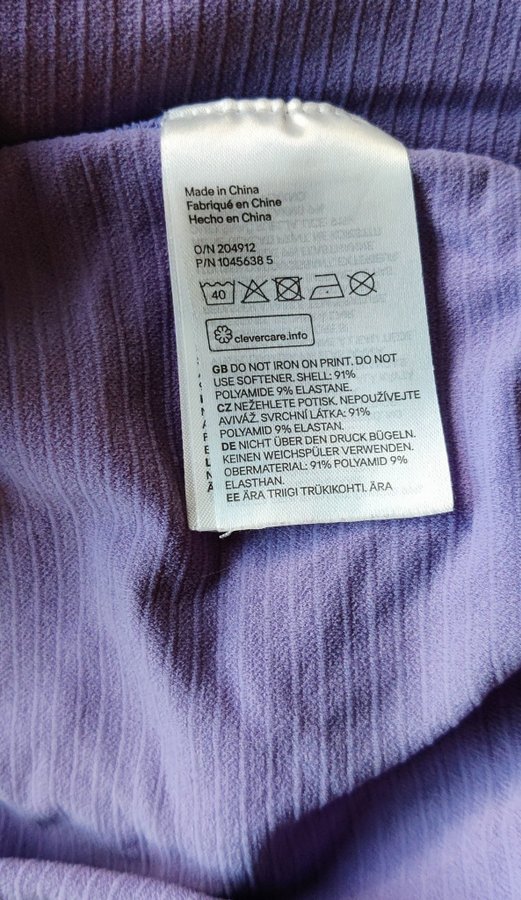 Made in China
Fabriqué en Chine
Hecho en China
O/N 204912
P/N 1045638 5
40
clevercare.info
GB DO NOT IRON ON PRINT. DO NOT
USE SOFTENER. SHELL: 91%
POLYAMIDE 9% ELASTANE.
CZ NEŽEHLETE POTISK. NEPOUŽÍVEJTE
AVIVÁŽ. SVRCHNÍ LÁTKA: 91%
POLYAMID 9% ELASTAN.
DE NICHT ÜBER DEN DRUCK BÜGELN.
KEINEN WEICHSPÜLER VERWENDEN.
OBERMATERIAL: 91% POLYAMID 9%
ELASTHAN.
EE ÄRA TRIIGI TRÜKIKOHTI. ÄRA